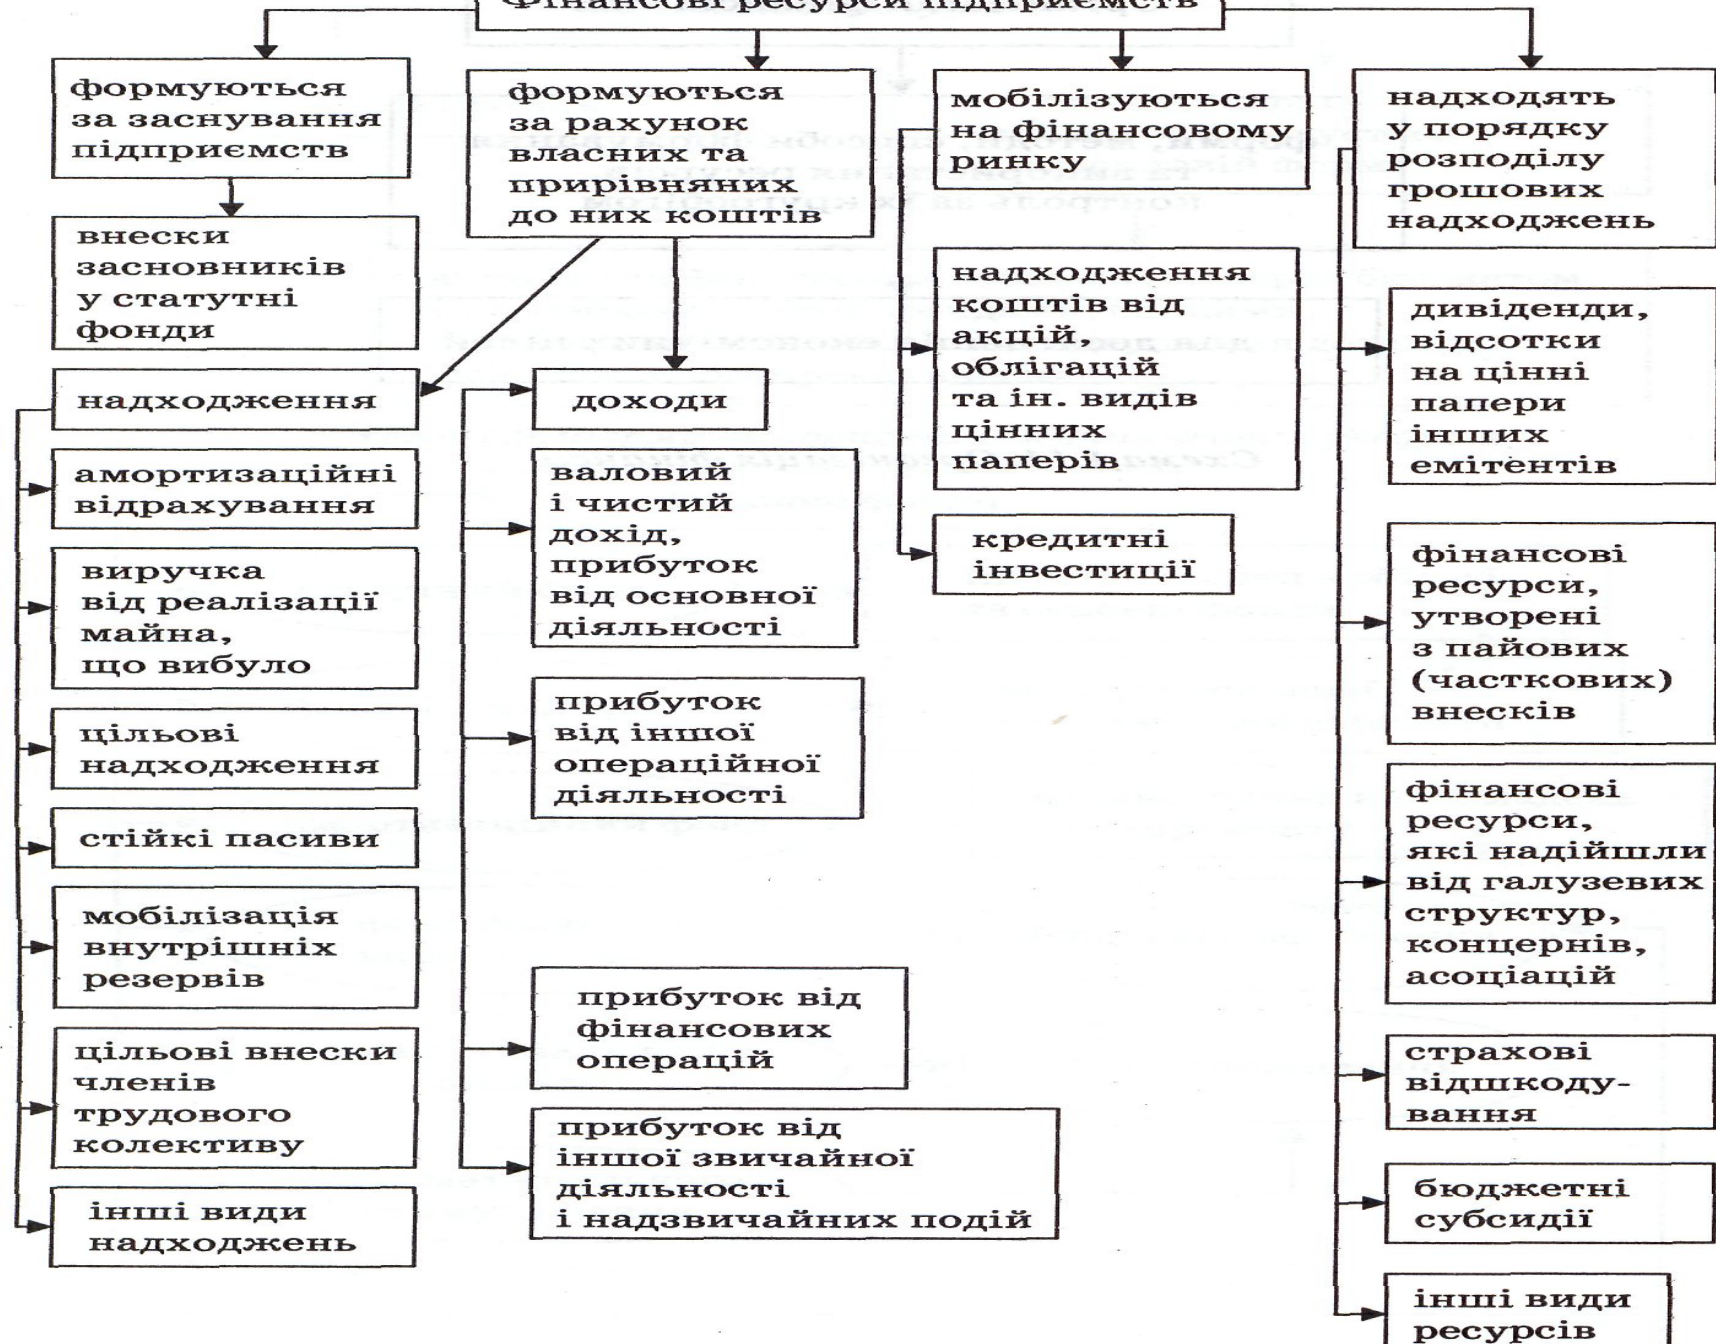 Фінансові ресурси підприємств
формуються
за заснування
підприємств
внески
засновників
у статутні
фонди
формуються
за рахунок
власних та
прирівняних
до них коштів
надходження
амортизаційні
відрахування
виручка
від реалізації
майна,
що вибуло
цільові
надходження
стійкі пасиви
мобілізація
внутрішніх
резервів
цільові внески
членів
трудового
колективу
інші види
надходжень
доходи
валовий
і чистий
дохід,
прибуток
від основної
діяльності
прибуток
від іншої
операційної
діяльності
прибуток від
фінансових
операцій
прибуток від
іншої звичайної
діяльності
і надзвичайних подій
мобілізуються
на фінансовому
ринку
надходження
коштів від
акцій,
облігацій
та ін. видів
цінних
паперів
кредитні
інвестиції
надходять
у порядку
розподілу
грошових
надходжень
дивіденди,
відсотки
на цінні
папери
інших
емітентів
фінансові
ресурси,
утворені
з пайових
(часткових)
внесків
фінансові
ресурси,
які надійшли
від галузевих
структур,
концернів,
асоціацій
страхові
відшкоду-
вання
бюджетні
субсидії
інші види
ресурсів